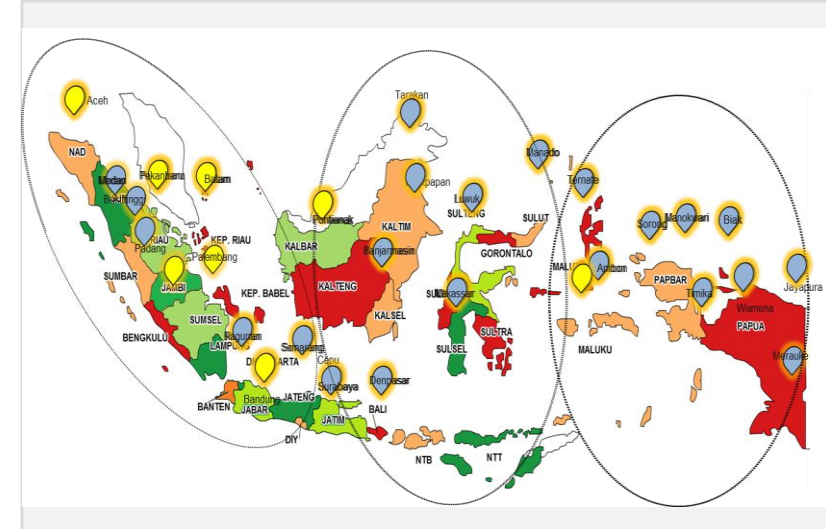 Aceh
Tarakan
NAD
Manado
Medan
Pekanbaru
Batam
Bukittinggi
Ternate
Luwuk
SULTENG
SULUT
Pontianak
KALTIM
Sorong
Manokwari
Biak
RIAU
KEP. RIAU
Padang
KALBAR
Banjarmasin
GORONTALO
Palembang
SUMBAR
JAMBI
KEP. BABEL
KALTENG
Makassar
Ambon
PAPBAR
Timika
Jayapura
Wamena
SUMSEL
KALSEL
BENGKULU
Ragunan
Semarang
SULSEL
SULTRA
MALUKU
PAPUA
Cepu
Merauke
Surabaya
Denpasar
BANTEN
Bandung
JABAR
JATENG
JATIM
BALI
DIY
NTB
NTT